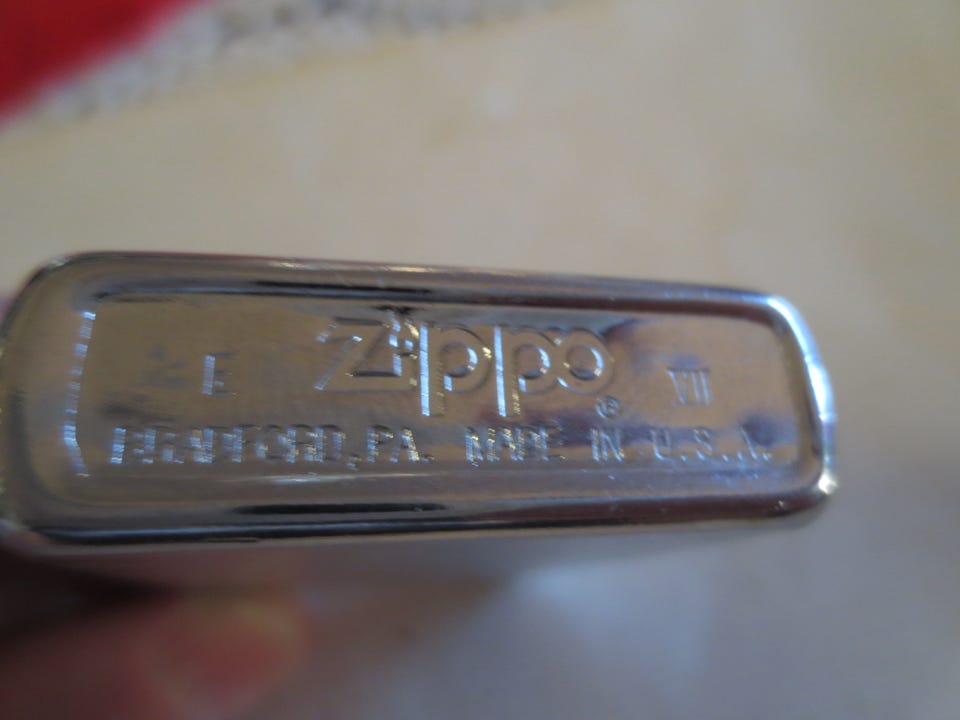 E Zippo ® VII
BRADFORD, PA. MADE IN U.S.A.